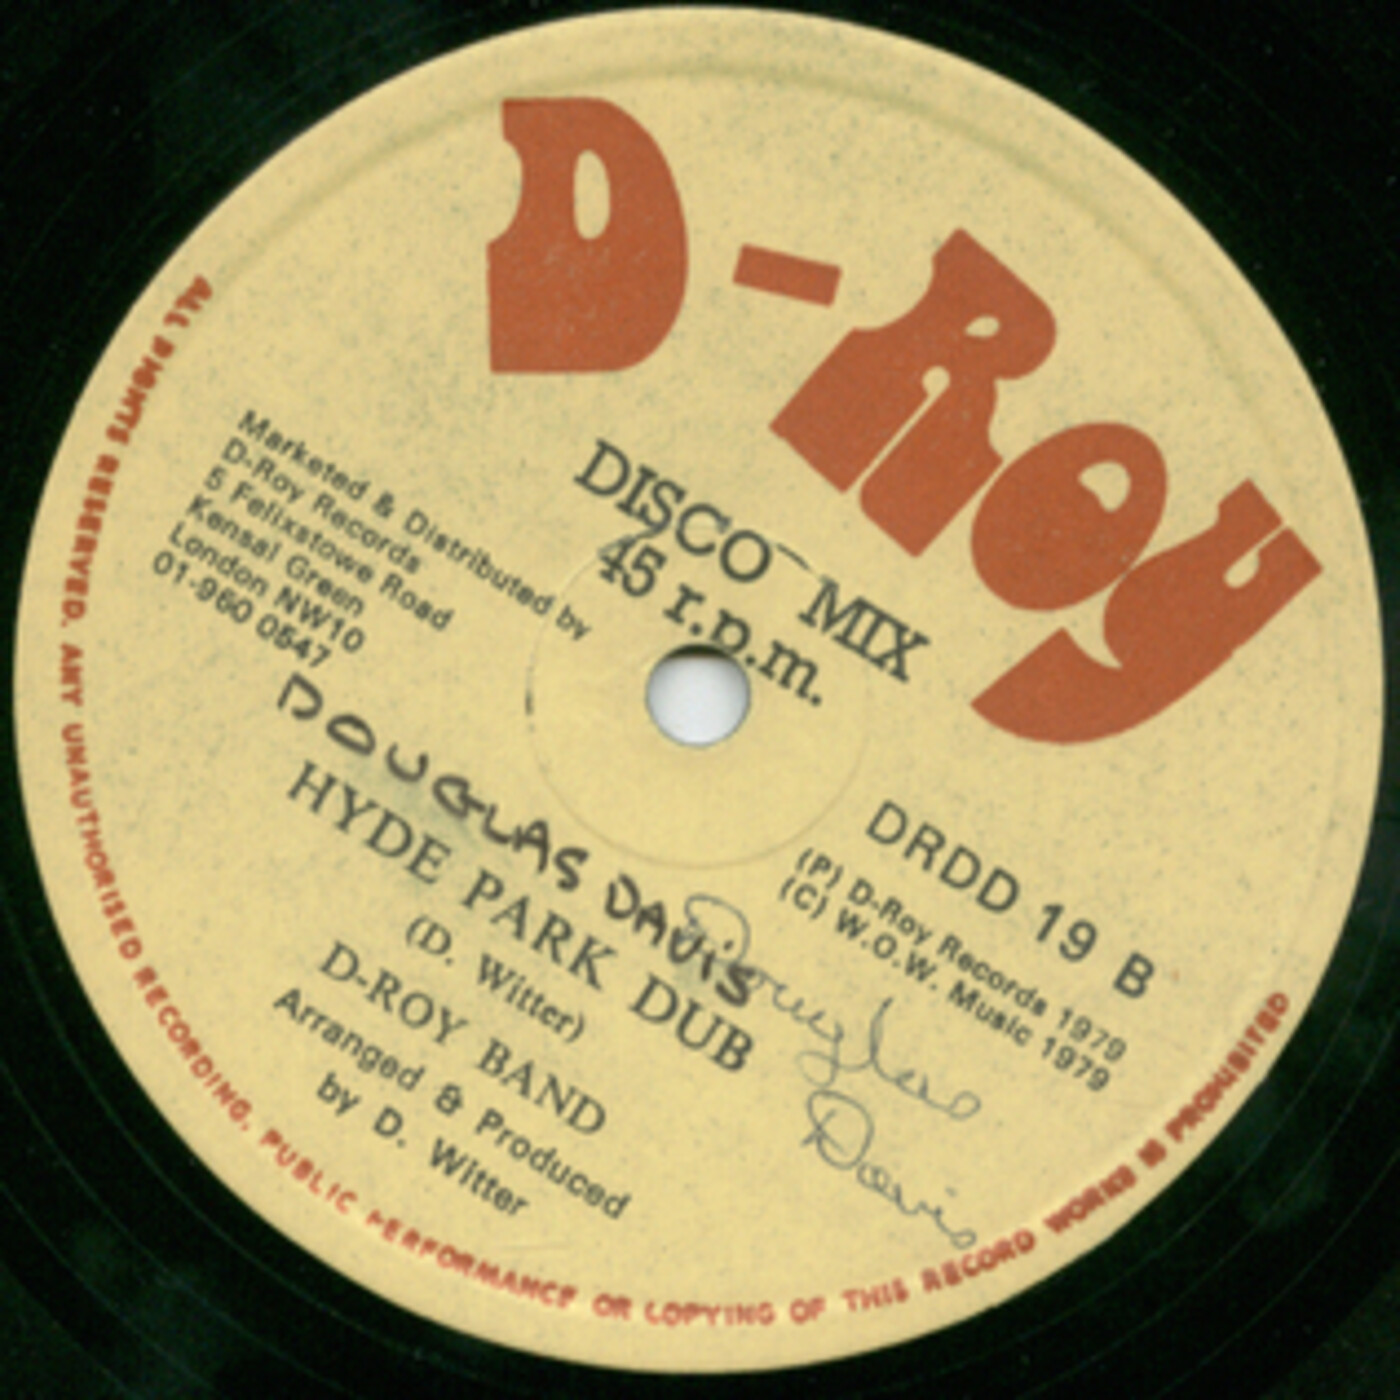 D-Roy
DISCO MIX
45 r.p.m.
Marketed & Distributed by
D-Roy Records
5 Felixstowe Road
Kensal Green
London NW10
01-960 0547
DOUGLAS DAVIS
HYDE PARK DUB
(D. Witter)
D-ROY BAND
Arranged & Produced
by D. Witter
DRDD 19 B
(P) D-Roy Records 1979
(C) W.O.W. Music 1979
Douglas
Davis
ALL RIGHTS RESERVED. ANY UNAUTHORISED RECORDING, PUBLIC PERFORMANCE OR COPYING OF THIS RECORD WORKS IS PROHIBITED